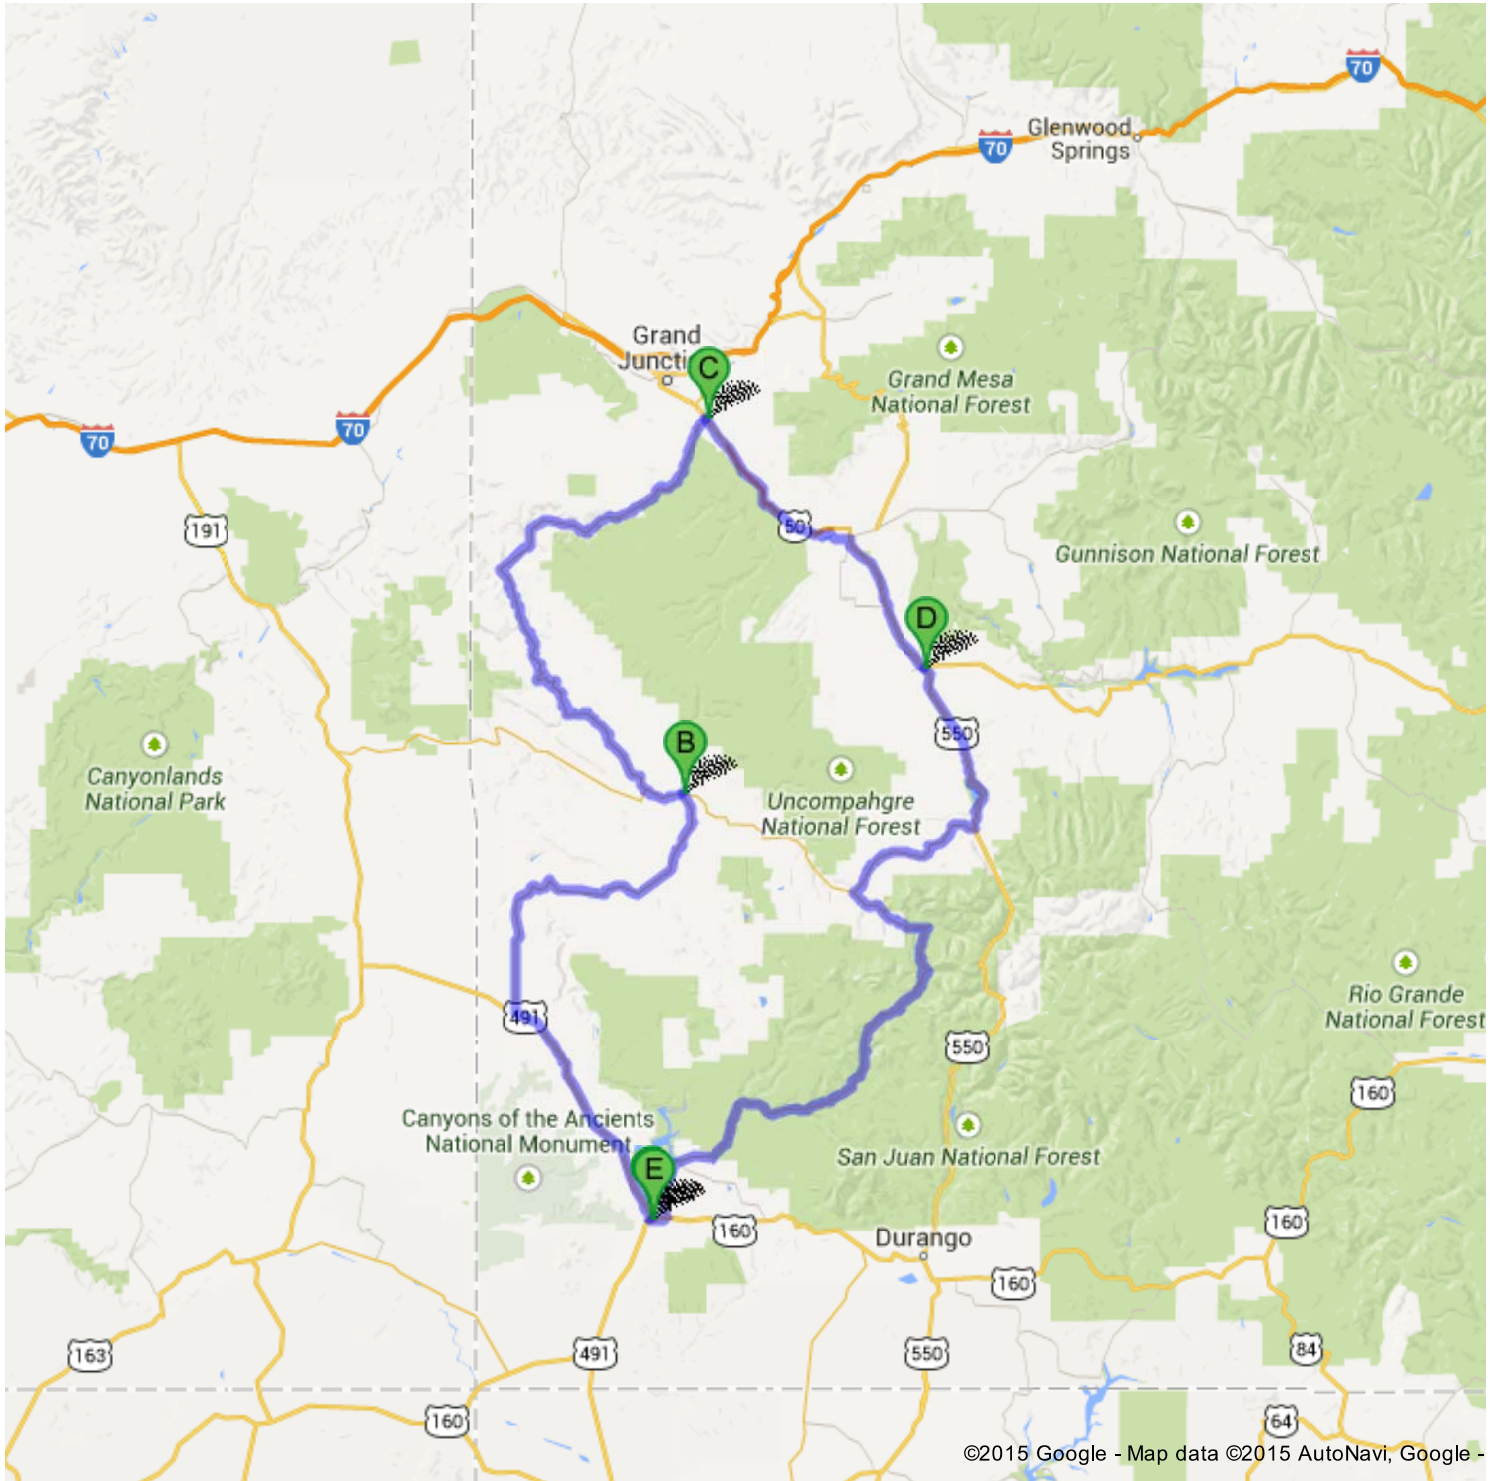 70
Glenwood
Springs
70
Grand
Juncti
C
Grand Mesa
National Forest
70
70
191
50
Gunnison National Forest
D
B
550
Canyonlands
National Park
Uncompahgre
National Forest
Rio Grande
National Forest
491
550
160
Canyons of the Ancients
National Monument
San Juan National Forest
E
160
Durango
160
160
163
491
550
84
160
64
©2015 Google - Map data ©2015 AutoNavi, Google -